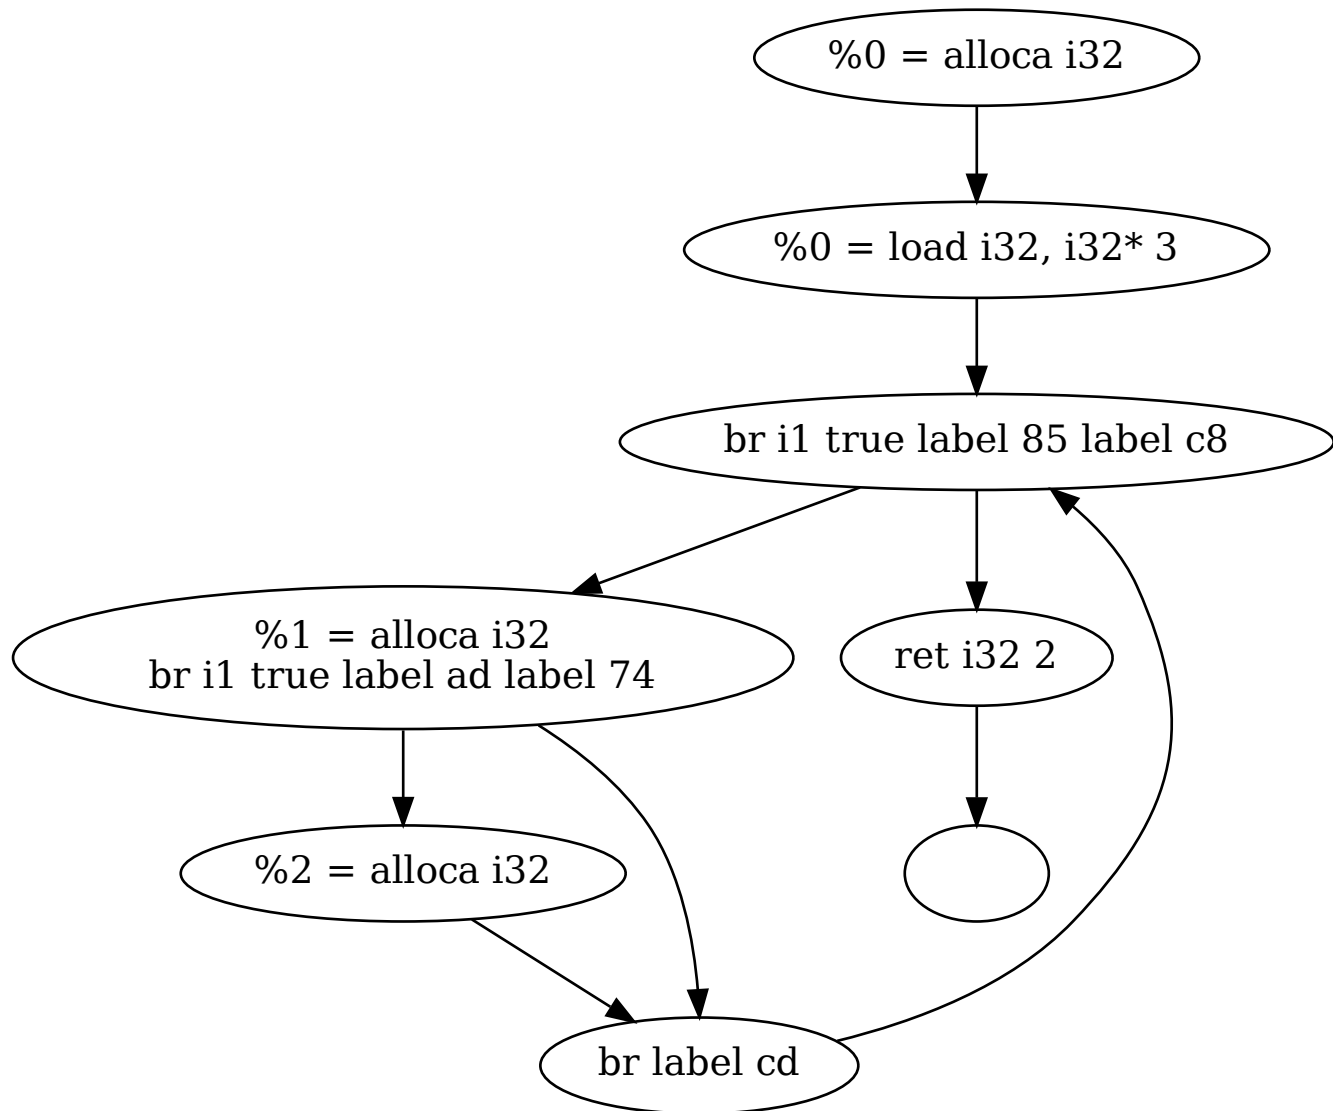 %0 = alloca i32
%0 = load i32, i32* 3
br i1 true label 85 label c8
%1 = alloca i32
br i1 true label ad label 74
ret i32 2
%2 = alloca i32
br label cd